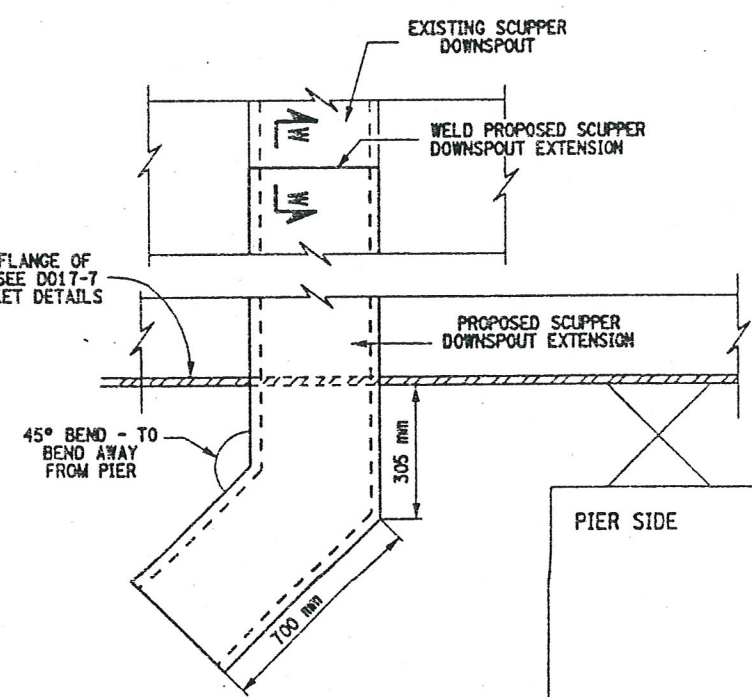 EXISTING SCUPPER
DOWNSPOUT
W
WELD PROPOSED SCUPPER
DOWNSPOUT EXTENSION
W
FLANGE OF
SEE D017-7
ET DETAILS
PROPOSED SCUPPER
DOWNSPOUT EXTENSION
45° BEND - TO
BEND AWAY
FROM PIER
305 mm
PIER SIDE
700 mm